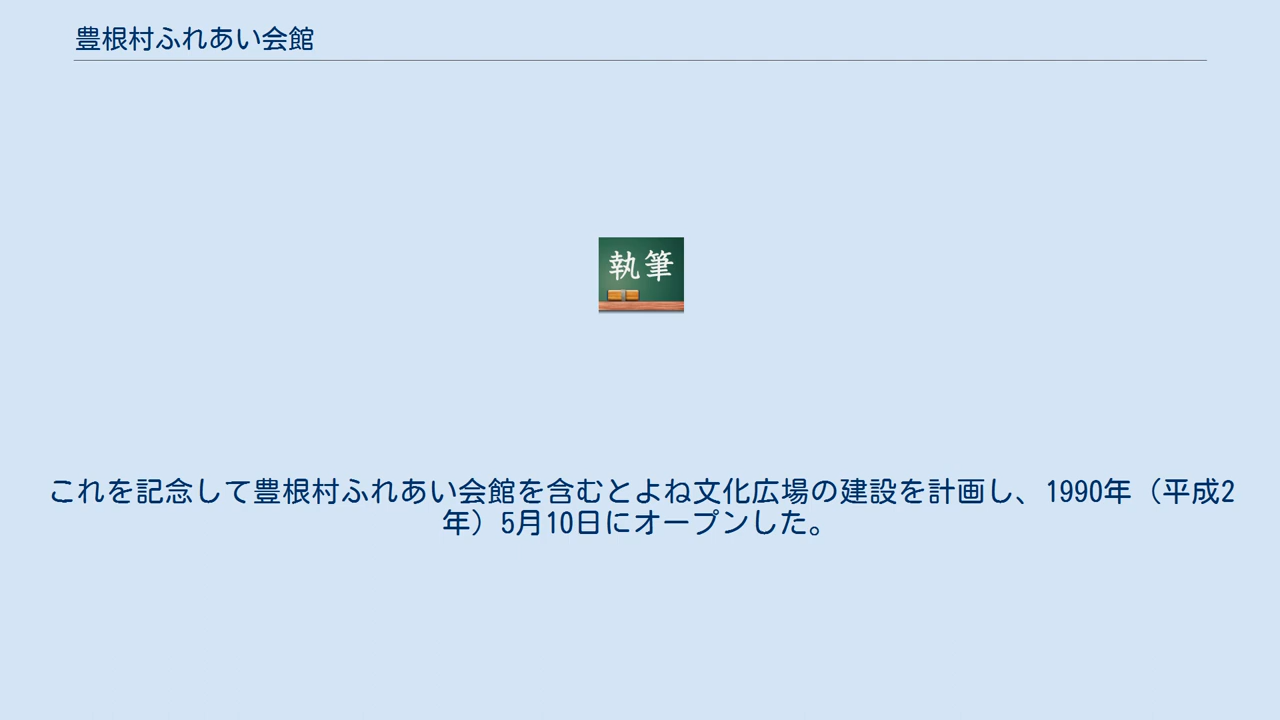 豊根村ふれあい会館
執筆
これを記念して豊根村ふれあい会館を含むとよね文化広場の建設を計画し、1990年（平成2
年）5月10日にオープンした。